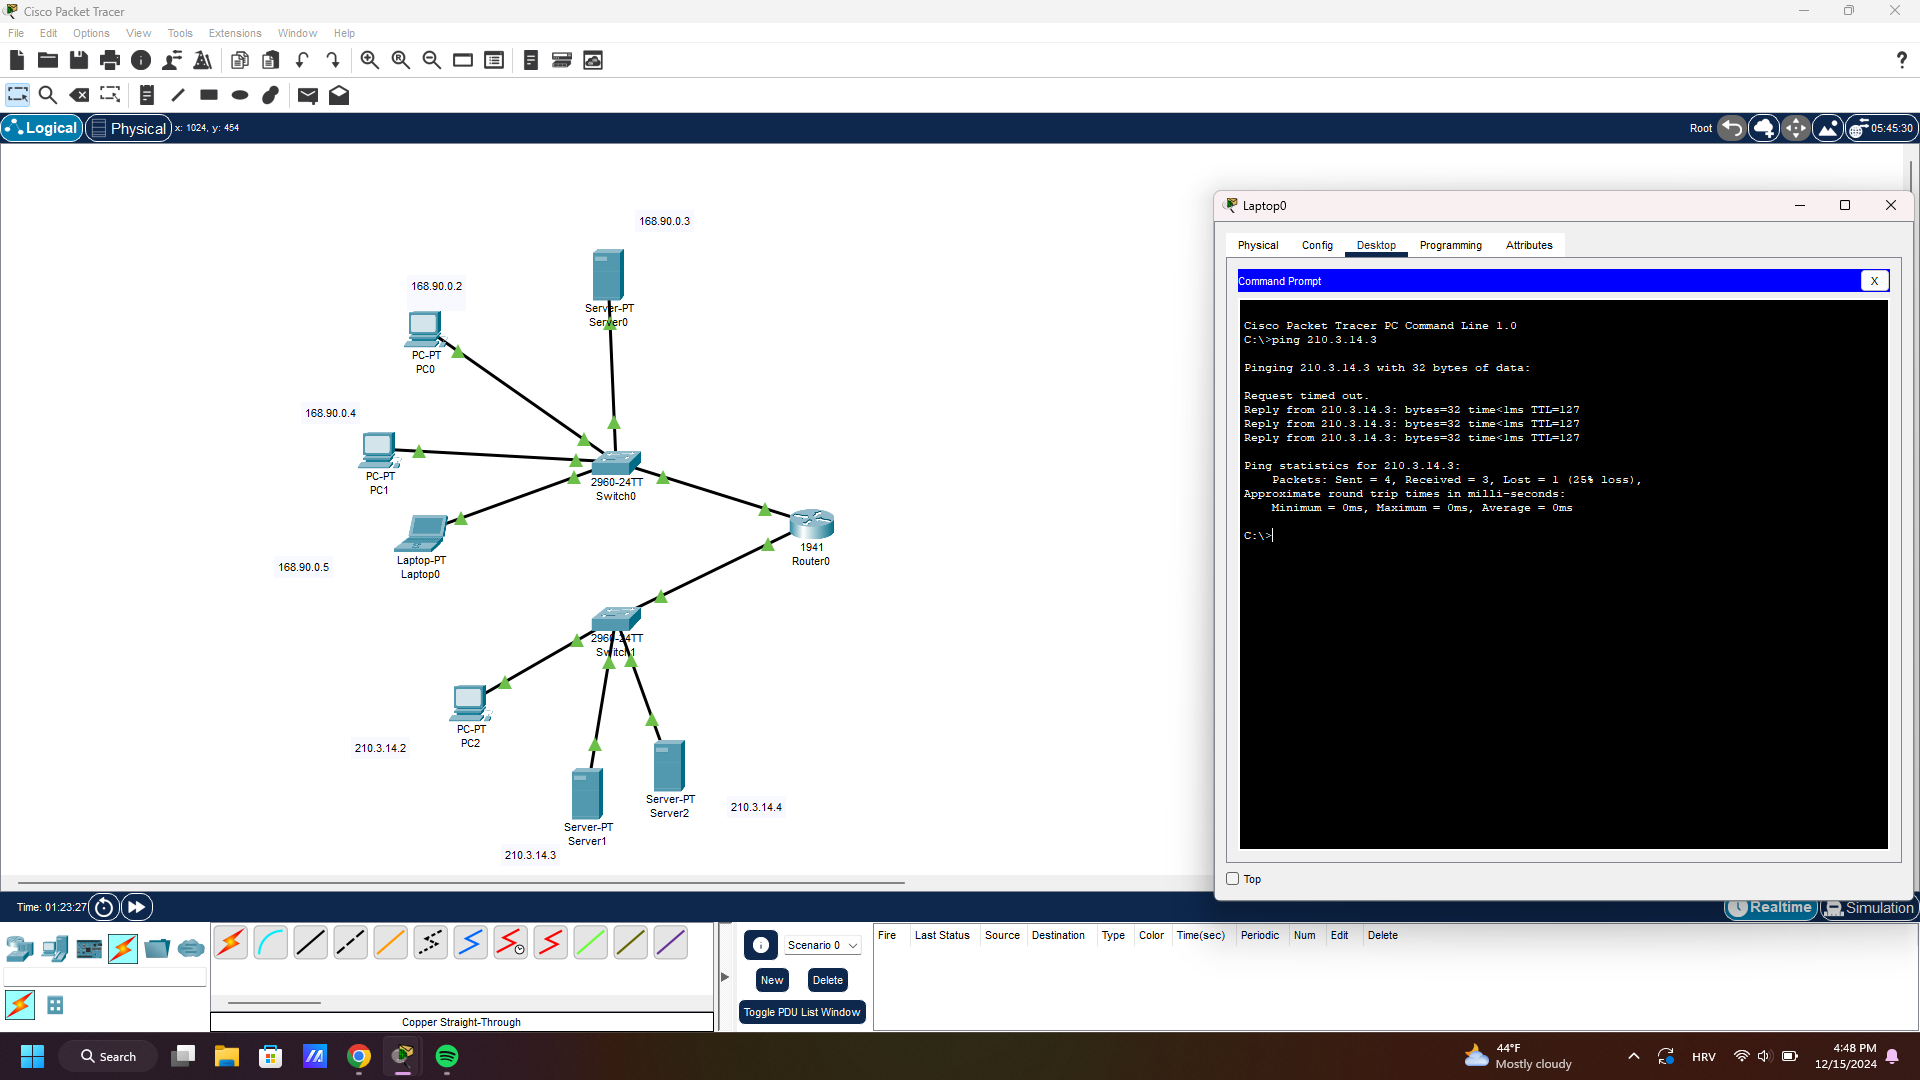 Cisco Packet Tracer
File Edit Options View Tools Extensions Window Help
?
Logical Physical x: 1024, y: 454 Root 05:45:30
168.90.0.3
168.90.0.2
Server-PT
Server0
PC-PT
PC0
168.90.0.4
PC-PT
PC1
2960-24TT
Switch0
Laptop-PT
Laptop0
168.90.0.5
1941
Router0
2960-24TT
Switch1
PC-PT
PC2
210.3.14.2
Server-PT
Server2
210.3.14.4
Server-PT
Server1
210.3.14.3
Laptop0
Physical Config Desktop Programming Attributes
Command Prompt X
Cisco Packet Tracer PC Command Line 1.0
C:\>ping 210.3.14.3
Pinging 210.3.14.3 with 32 bytes of data:
Request timed out.
Reply from 210.3.14.3: bytes=32 time<1ms TTL=127
Reply from 210.3.14.3: bytes=32 time<1ms TTL=127
Reply from 210.3.14.3: bytes=32 time<1ms TTL=127
Ping statistics for 210.3.14.3:
Packets: Sent = 4, Received = 3, Lost = 1 (25% loss),
Approximate round trip times in milli-seconds:
Minimum = 0ms, Maximum = 0ms, Average = 0ms
C:\>
Top
Time: 01:23:27 Realtime Simulation
Scenario 0
New Delete
Toggle PDU List Window
Fire Last Status Source Destination Type Color Time(sec) Periodic Num Edit Delete
Copper Straight-Through
Search
44°F
Mostly cloudy
HRV
4:48 PM
12/15/2024